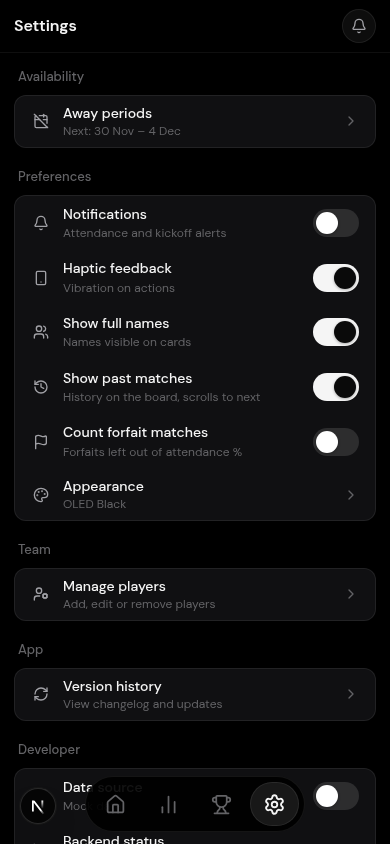 Settings
Availability
Away periods
Next: 30 Nov – 4 Dec
Preferences
Notifications
Attendance and kickoff alerts
Haptic feedback
Vibration on actions
Show full names
Names visible on cards
Show past matches
History on the board, scrolls to next
Count forfait matches
Forfaits left out of attendance %
Appearance
OLED Black
Team
Manage players
Add, edit or remove players
App
Version history
View changelog and updates
Developer
Data source
N
Backend status